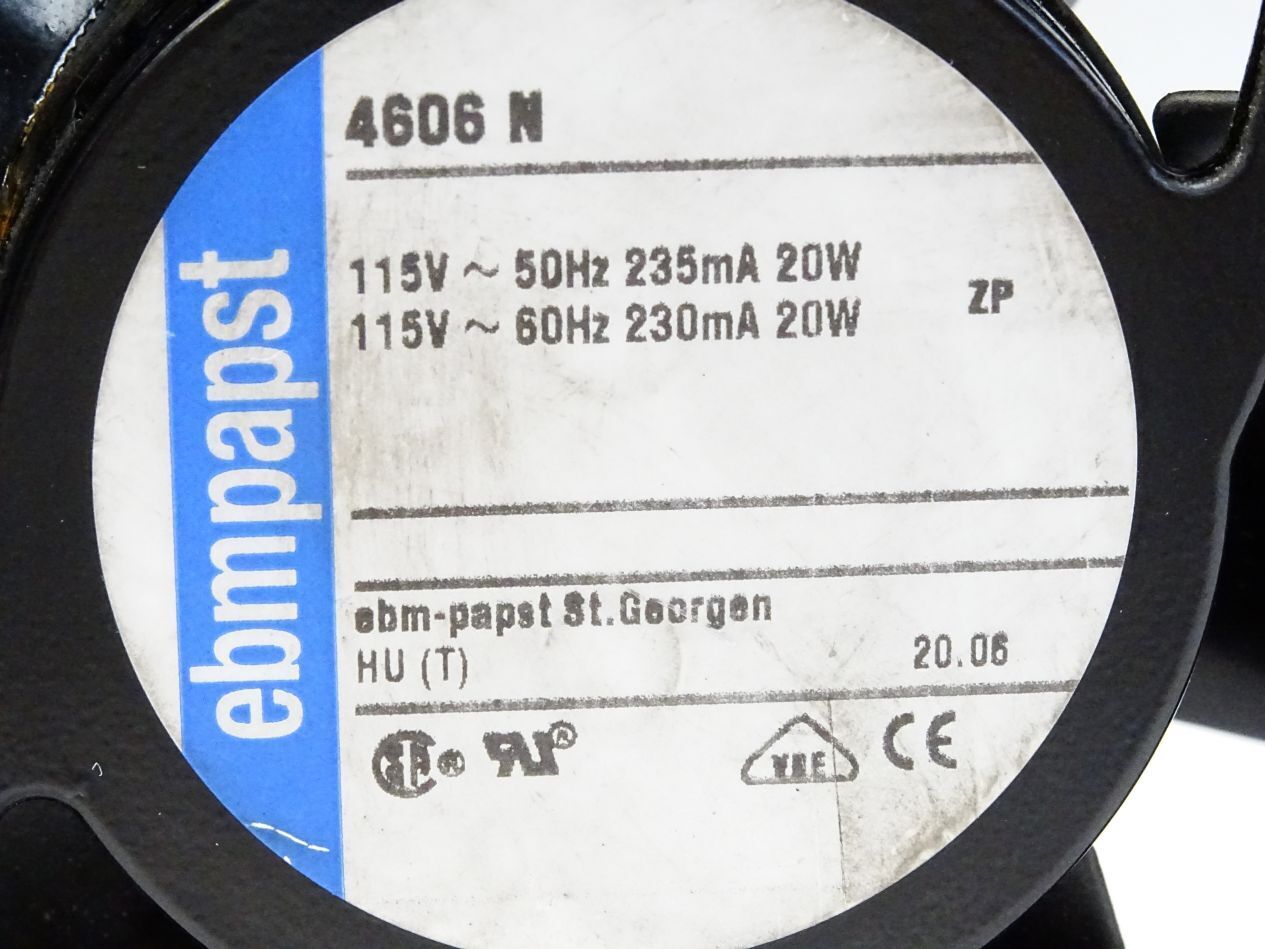 4606 N
115V ~ 50Hz 235mA 20W
115V ~ 60Hz 230mA 20W
ZP
ebmpapst
ebm-papst St.Georgen
HU (T)
20.06
VDE
CE